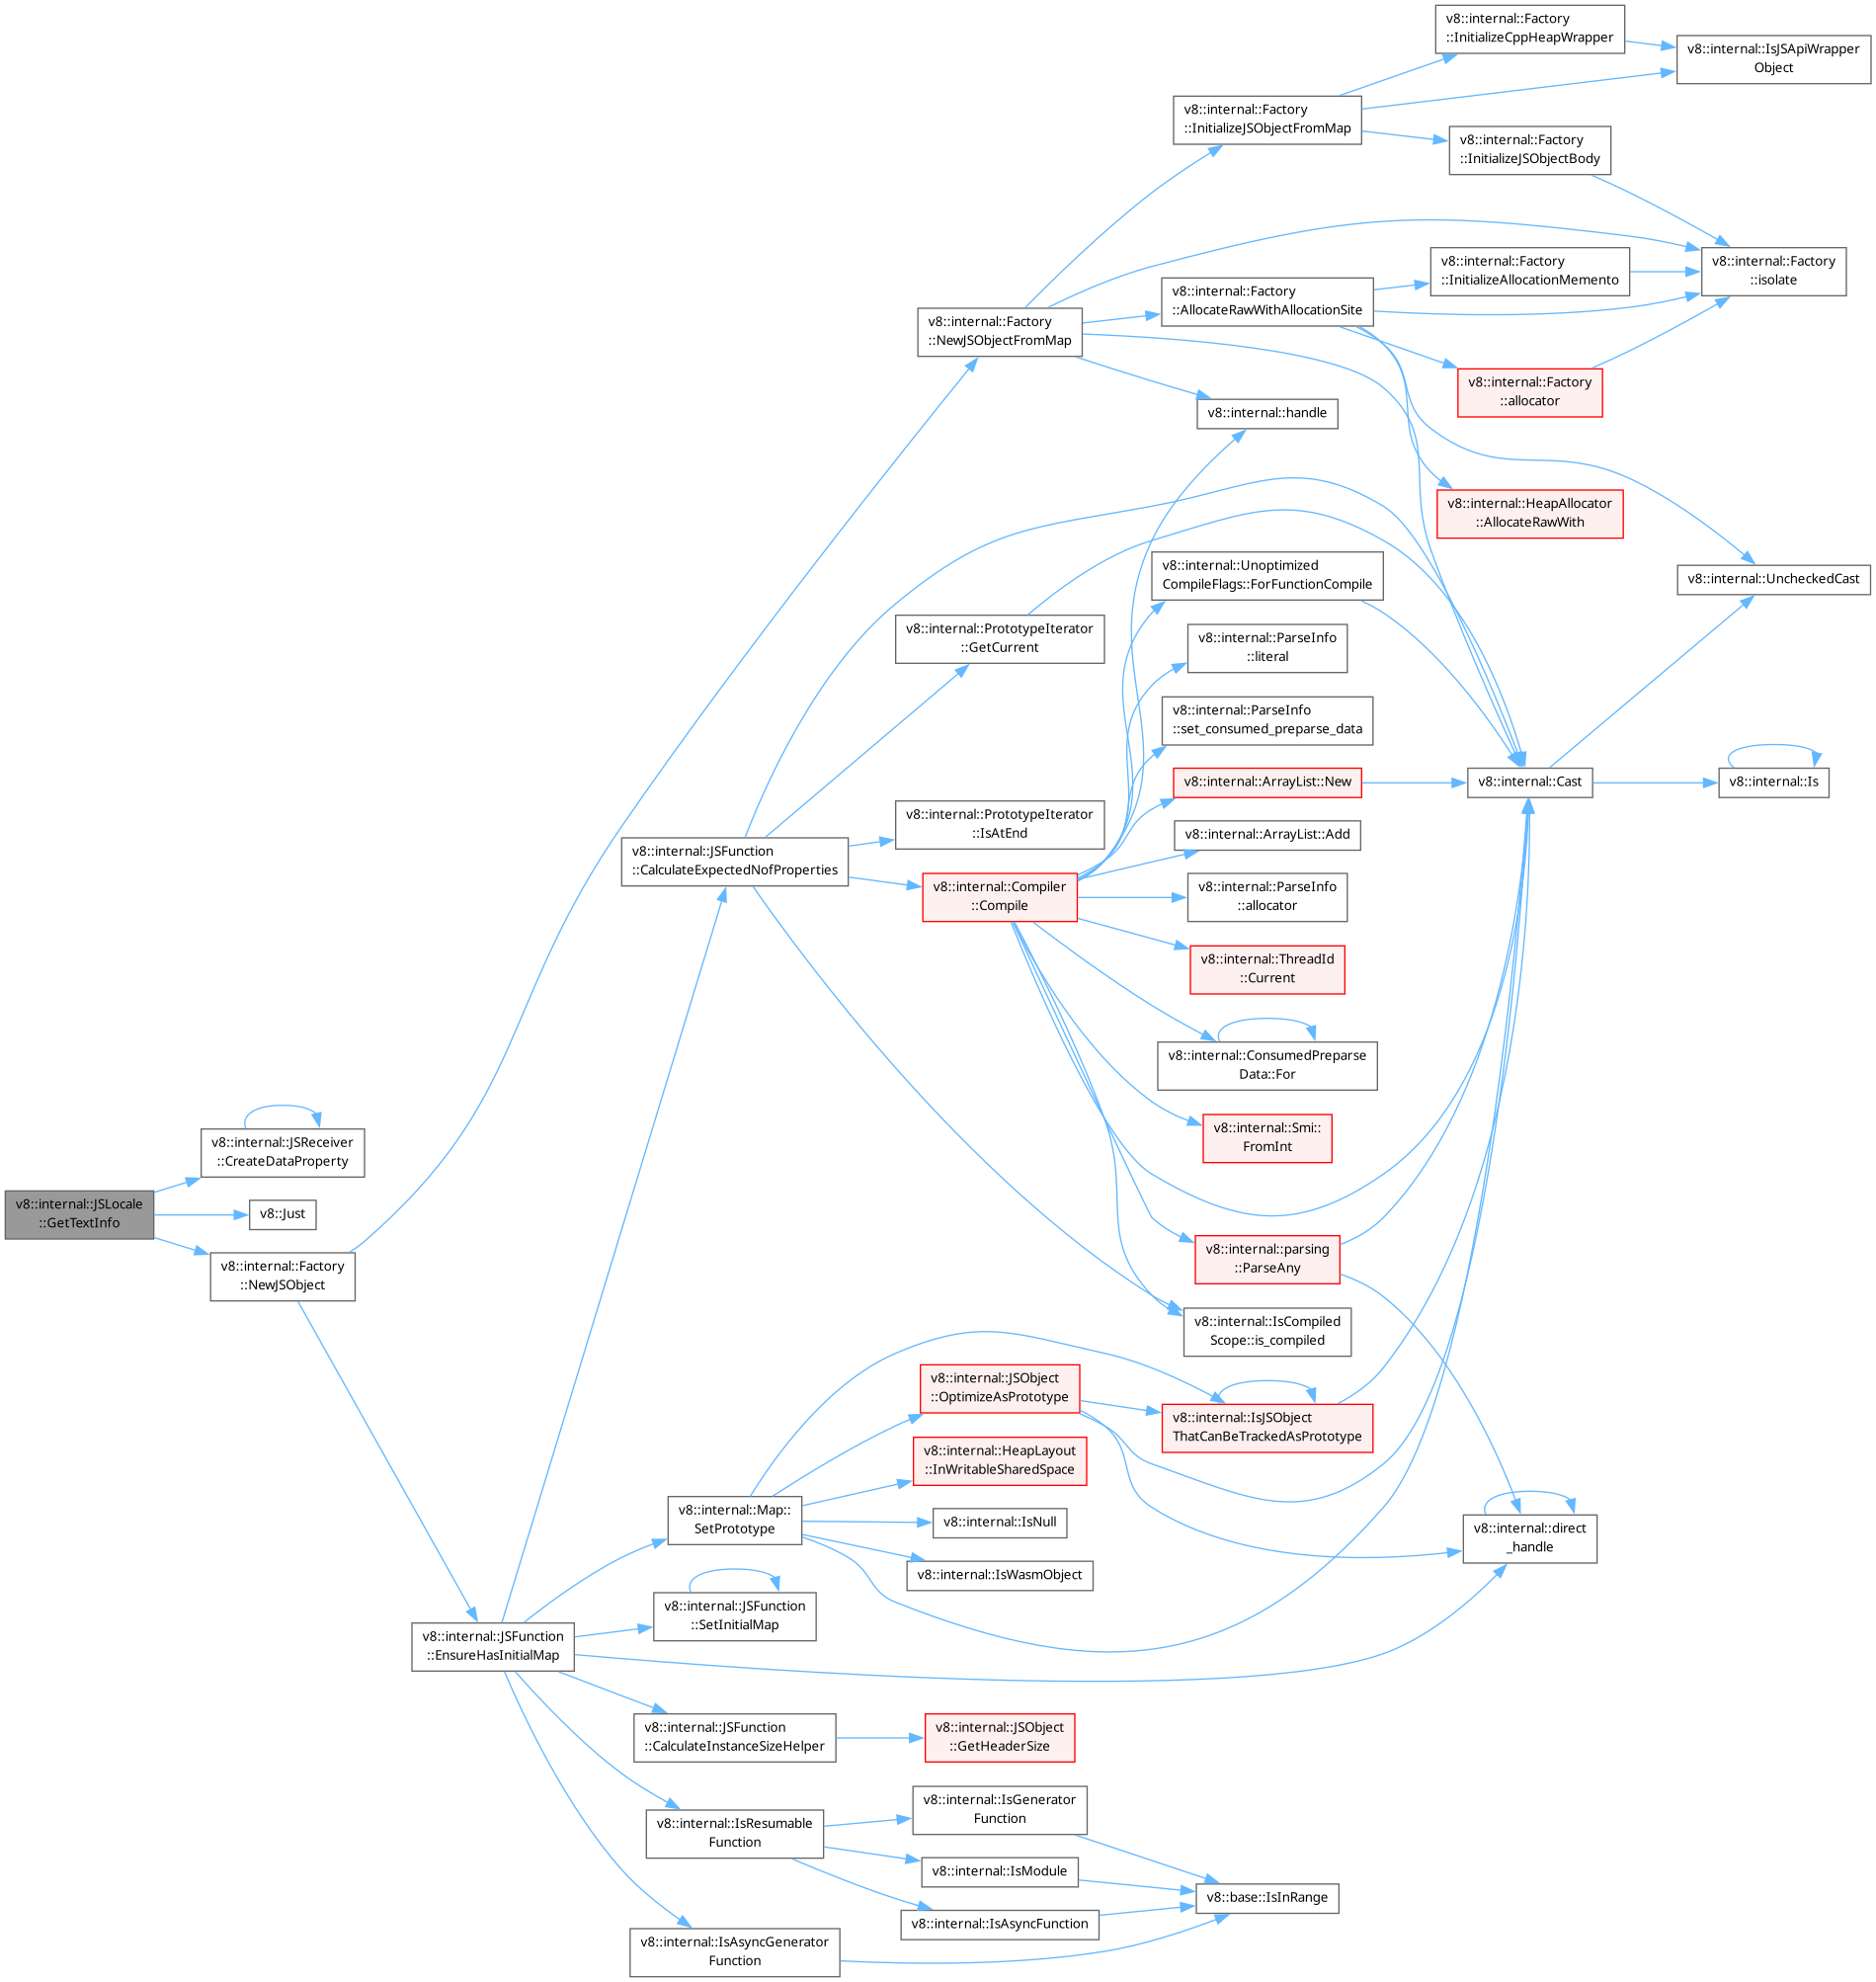 v8::internal::JSLocale
::GetTextInfo
v8::internal::JSReceiver
::CreateDataProperty
v8::Just
v8::internal::Factory
::NewJSObject
v8::internal::JSFunction
::EnsureHasInitialMap
v8::internal::JSFunction
::CalculateExpectedNofProperties
v8::internal::Map::
SetPrototype
v8::internal::JSFunction
::SetInitialMap
v8::internal::JSFunction
::CalculateInstanceSizeHelper
v8::internal::IsResumable
Function
v8::internal::IsAsyncGenerator
Function
v8::internal::Factory
::NewJSObjectFromMap
v8::internal::PrototypeIterator
::GetCurrent
v8::internal::PrototypeIterator
::IsAtEnd
v8::internal::Compiler
::Compile
v8::internal::JSObject
::OptimizeAsPrototype
v8::internal::HeapLayout
::InWritableSharedSpace
v8::internal::IsNull
v8::internal::IsWasmObject
v8::internal::JSObject
::GetHeaderSize
v8::internal::IsGenerator
Function
v8::internal::IsModule
v8::internal::IsAsyncFunction
v8::internal::Factory
::InitializeJSObjectFromMap
v8::internal::Factory
::AllocateRawWithAllocationSite
v8::internal::handle
v8::internal::Unoptimized
CompileFlags::ForFunctionCompile
v8::internal::ParseInfo
::literal
v8::internal::ParseInfo
::set_consumed_preparse_data
v8::internal::ArrayList::New
v8::internal::ArrayList::Add
v8::internal::ParseInfo
::allocator
v8::internal::ThreadId
::Current
v8::internal::ConsumedPreparse
Data::For
v8::internal::Smi::
FromInt
v8::internal::parsing
::ParseAny
v8::internal::IsCompiled
Scope::is_compiled
v8::internal::IsJSObject
ThatCanBeTrackedAsPrototype
v8::base::IsInRange
v8::internal::Factory
::InitializeCppHeapWrapper
v8::internal::Factory
::InitializeJSObjectBody
v8::internal::Factory
::InitializeAllocationMemento
v8::internal::Factory
::allocator
v8::internal::HeapAllocator
::AllocateRawWith
v8::internal::Cast
v8::internal::direct
_handle
v8::internal::IsJSApiWrapper
Object
v8::internal::Factory
::isolate
v8::internal::UncheckedCast
v8::internal::Is